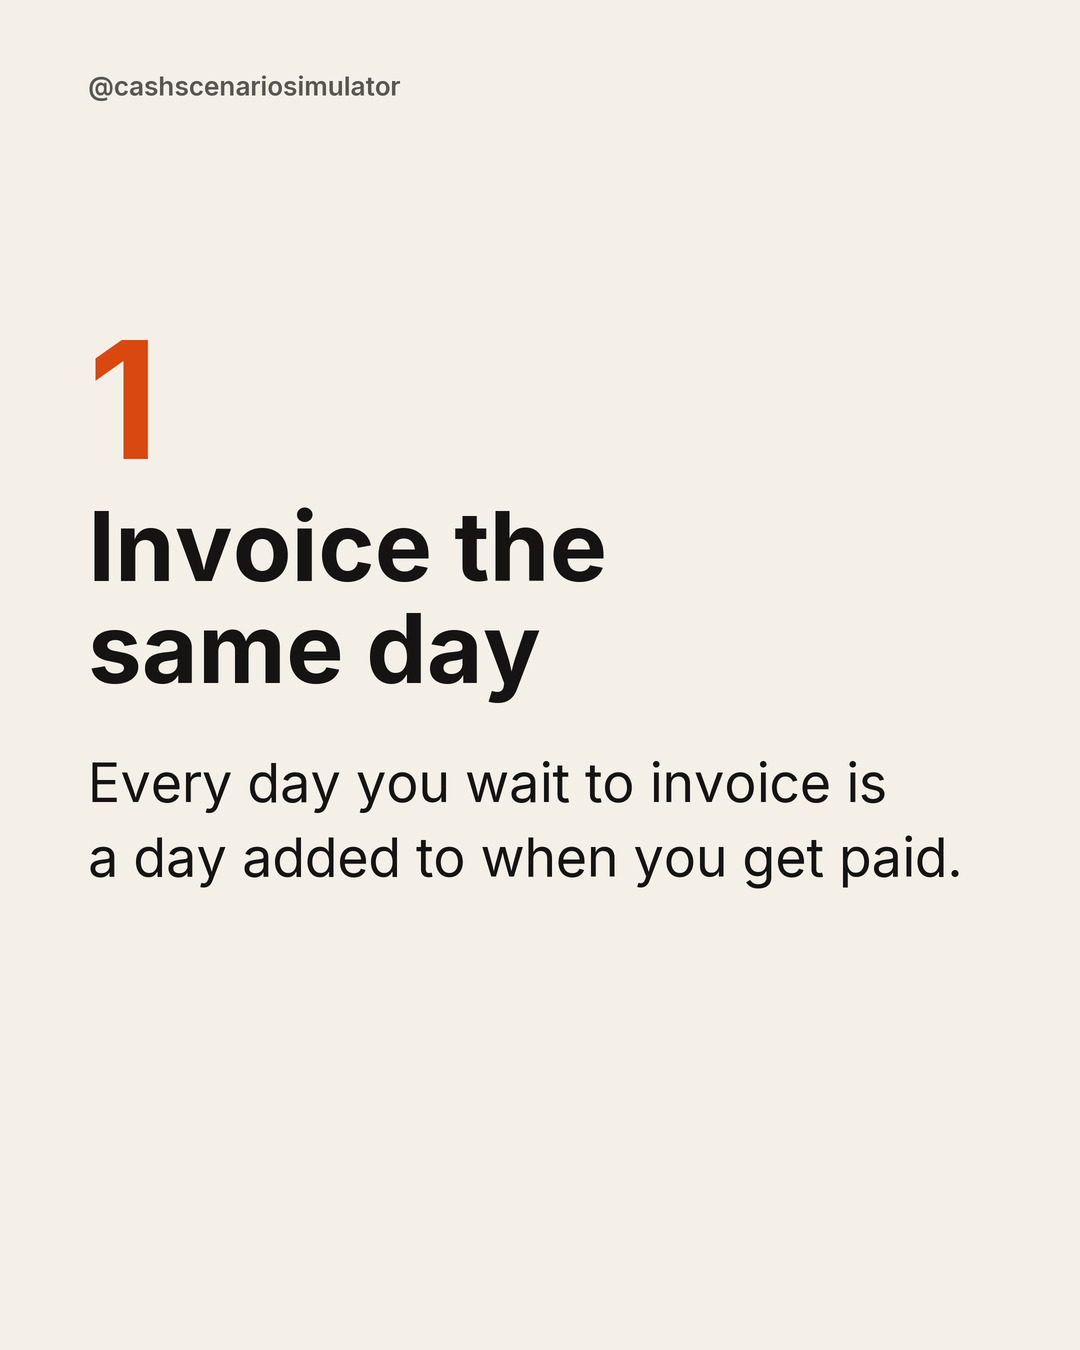 @cashscenariosimulator
1
Invoice the
same day
Every day you wait to invoice is
a day added to when you get paid.